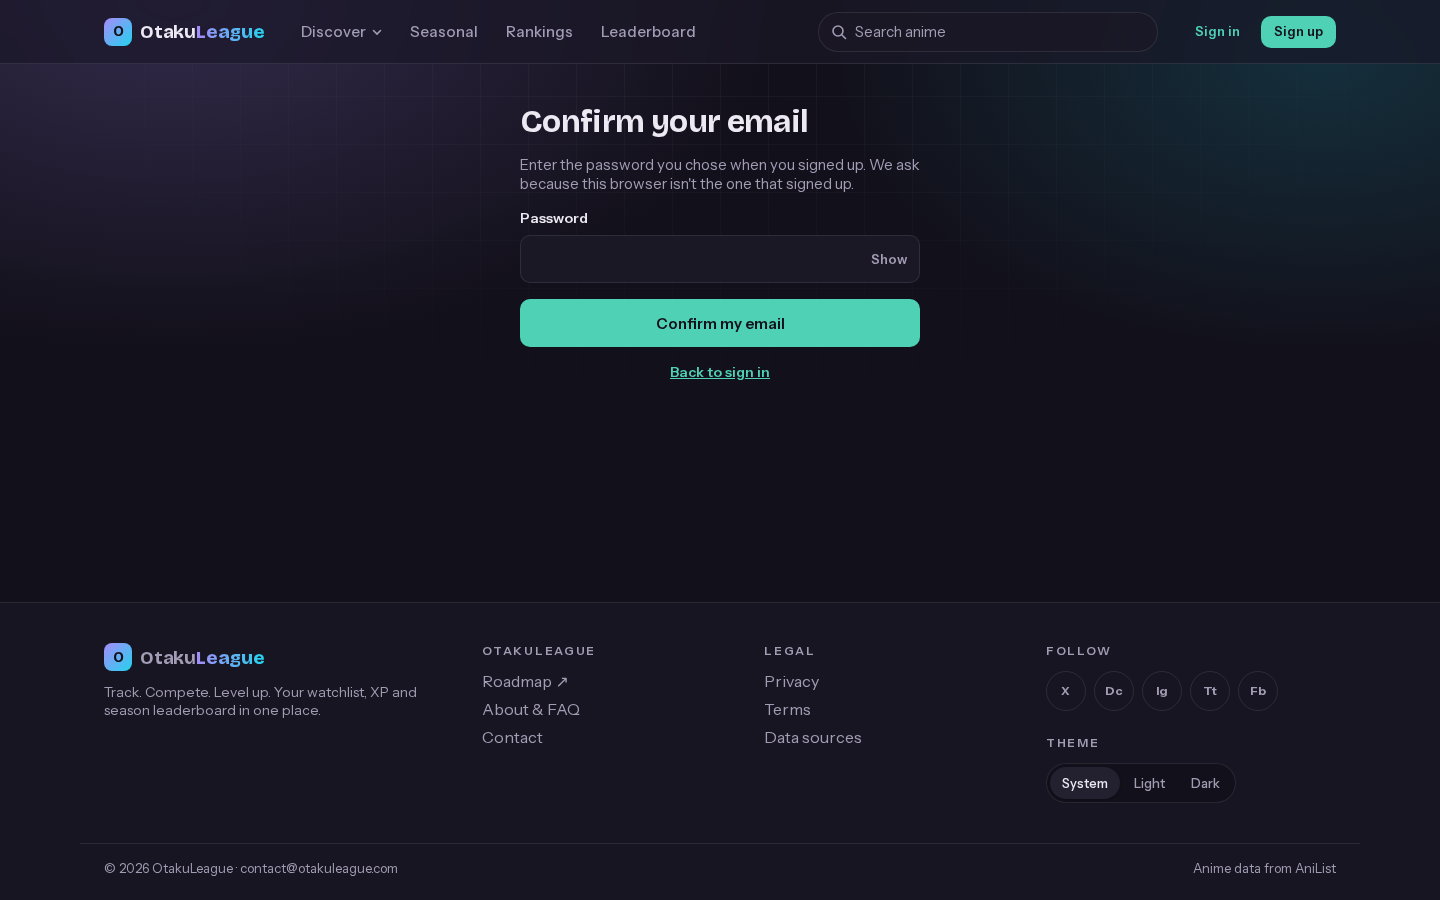 O OtakuLeague Discover Seasonal Rankings Leaderboard Search anime Sign in Sign up
Confirm your email
Enter the password you chose when you signed up. We ask
because this browser isn't the one that signed up.
Password
Show
Confirm my email
Back to sign in
O OtakuLeague
Track. Compete. Level up. Your watchlist, XP and
season leaderboard in one place.
OTAKULEAGUE
Roadmap ↗
About & FAQ
Contact
LEGAL
Privacy
Terms
Data sources
FOLLOW
X Dc Ig Tt Fb
THEME
System Light Dark
© 2026 OtakuLeague · contact@otakuleague.com
Anime data from AniList